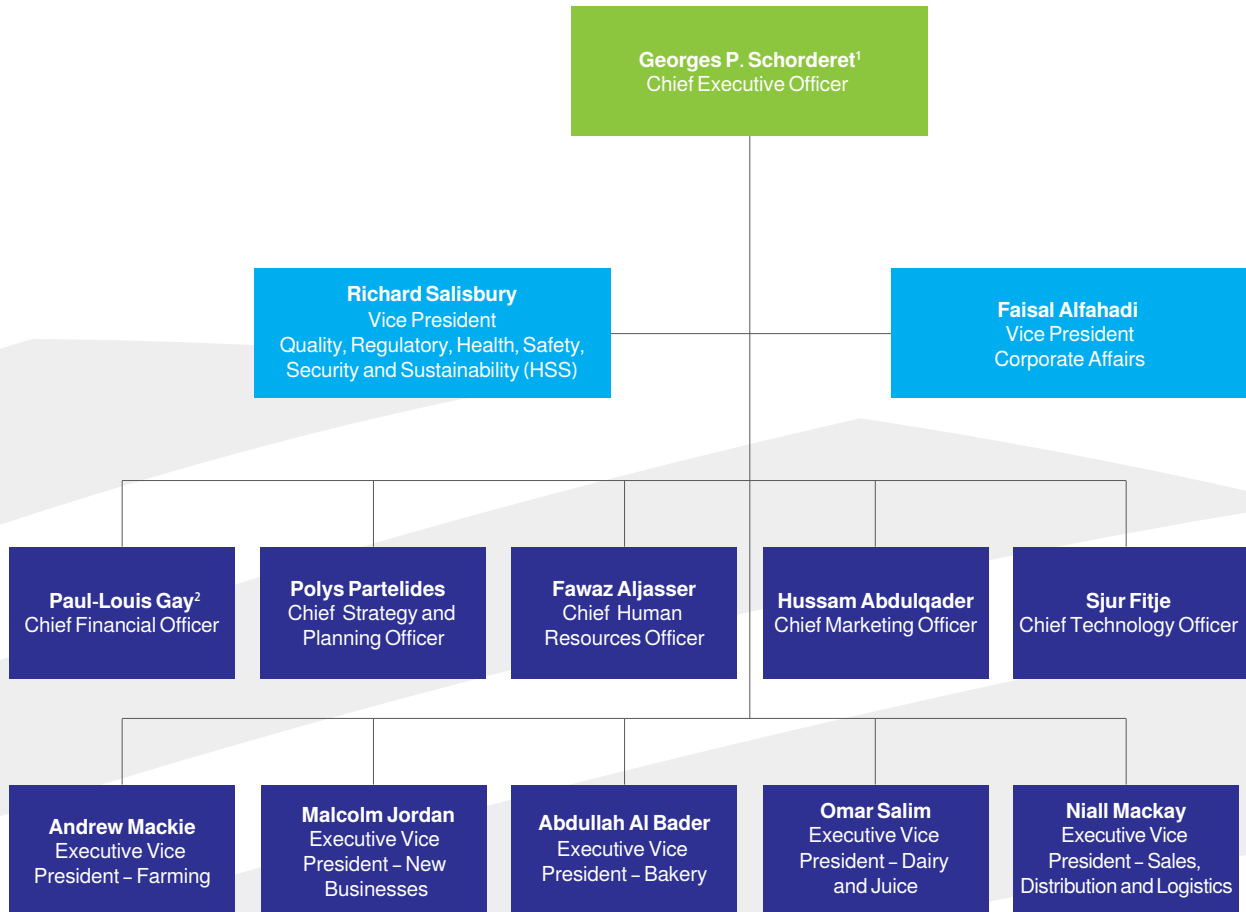 Georges P. Schorderet¹
Chief Executive Officer
Richard Salisbury
Vice President
Quality, Regulatory, Health, Safety,
Security and Sustainability (HSS)
Faisal Alfahadi
Vice President
Corporate Affairs
Paul-Louis Gay²
Chief Financial Officer
Polys Partelides
Chief Strategy and
Planning Officer
Fawaz Aljasser
Chief Human
Resources Officer
Hussam Abdulqader
Chief Marketing Officer
Sjur Fitje
Chief Technology Officer
Andrew Mackie
Executive Vice
President – Farming
Malcolm Jordan
Executive Vice
President – New
Businesses
Abdullah Al Bader
Executive Vice
President – Bakery
Omar Salim
Executive Vice
President – Dairy
and Juice
Niall Mackay
Executive Vice
President – Sales,
Distribution and Logistics